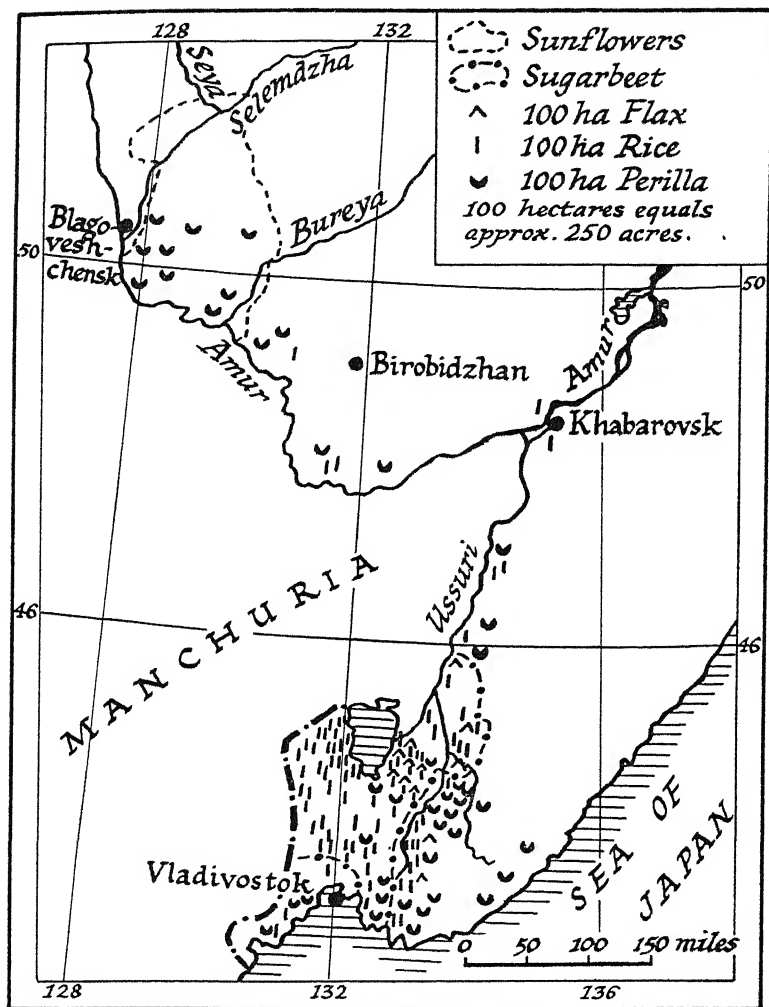 128
132
Sunflowers
Sugarbeet
100 ha Flax
100 ha Rice
100 ha Perilla
100 hectares equals
approx. 250 acres.
Seya
Selemdzha
Bureya
Blago-
vesh-
chensk
50
50
Amur
Birobidzhan
Amur
Khabarovsk
Ussuri
46
46
MANCHURIA
Vladivostok
SEA OF
JAPAN
0 50 100 150 miles
128
132
136